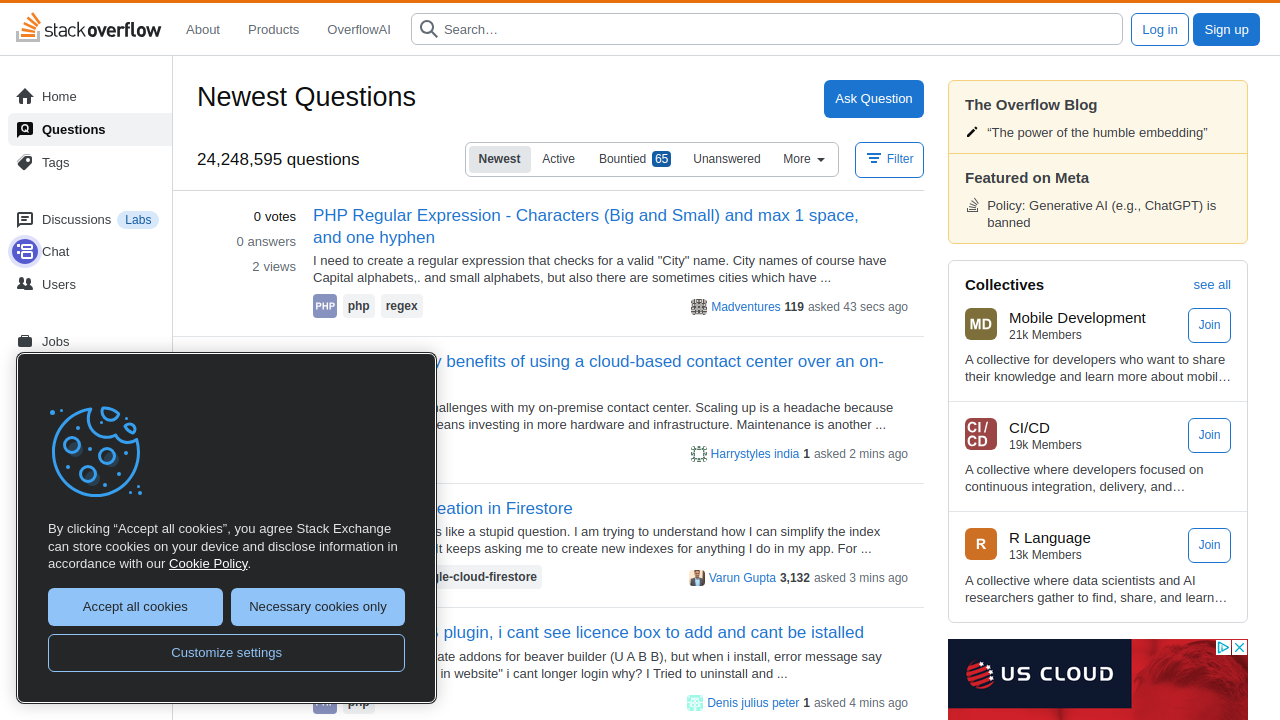 stack overflow
About
Products
OverflowAI
Search…
Log in
Sign up
Home
Questions
Tags
Discussions
Labs
Chat
Users
Jobs
Newest Questions
Ask Question
24,248,595 questions
Newest
Active
Bountied 65
Unanswered
More
Filter
0 votes
0 answers
2 views
PHP Regular Expression - Characters (Big and Small) and max 1 space,
and one hyphen
I need to create a regular expression that checks for a valid "City" name. City names of course have
Capital alphabets,. and small alphabets, but also there are sometimes cities which have ...
PHP php regex
Madventures 119 asked 43 secs ago
y benefits of using a cloud-based contact center over an on-
hallenges with my on-premise contact center. Scaling up is a headache because
eans investing in more hardware and infrastructure. Maintenance is another ...
Harrystyles india 1 asked 2 mins ago
eation in Firestore
s like a stupid question. I am trying to understand how I can simplify the index
It keeps asking me to create new indexes for anything I do in my app. For ...
gle-cloud-firestore
Varun Gupta 3,132 asked 3 mins ago
plugin, i cant see licence box to add and cant be istalled
ate addons for beaver builder (U A B B), but when i install, error message say
in website" i cant longer login why? I Tried to uninstall and ...
PHP php
Denis julius peter 1 asked 4 mins ago
By clicking “Accept all cookies”, you agree Stack Exchange
can store cookies on your device and disclose information in
accordance with our Cookie Policy.
Accept all cookies
Necessary cookies only
Customize settings
The Overflow Blog
“The power of the humble embedding”
Featured on Meta
Policy: Generative AI (e.g., ChatGPT) is
banned
Collectives
see all
MD
Mobile Development
21k Members
Join
A collective for developers who want to share
their knowledge and learn more about mobil…
CI/
CD
CI/CD
19k Members
Join
A collective where developers focused on
continuous integration, delivery, and…
R
R Language
13k Members
Join
A collective where data scientists and AI
researchers gather to find, share, and learn…
US CLOUD